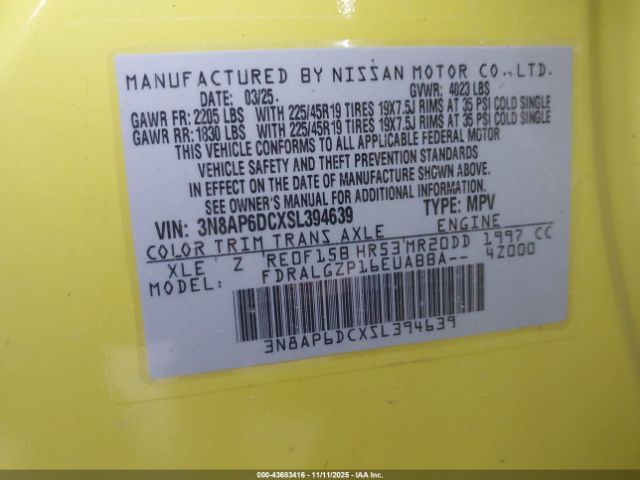 MANUFACTURED BY NISSAN MOTOR CO., LTD.
DATE: 03/25. GVWR: 4023 LBS
GAWR FR: 2205 LBS WITH 225/45R19 TIRES 19X7.5J RIMS AT 35 PSI COLD SINGLE
GAWR RR: 1830 LBS WITH 225/45R19 TIRES 19X7.5J RIMS AT 35 PSI COLD SINGLE
THIS VEHICLE CONFORMS TO ALL APPLICABLE FEDERAL MOTOR
VEHICLE SAFETY AND THEFT PREVENTION STANDARDS
IN EFFECT ON THE DATE OF MANUFACTURE SHOWN ABOVE.
SEE OWNER'S MANUAL FOR ADDITIONAL INFORMATION.
VIN: 3N8AP6DCXSL394639 TYPE: MPV
COLOR TRIM TRANS AXLE ENGINE
XLE Z RE0F15B HR53 MR20DD 1997 CC
MODEL: FDRALGZP16EUA8BA-- 4Z000
3N8AP6DCXSL394639
000-43683416 - 11/11/2025 - IAAI Inc.